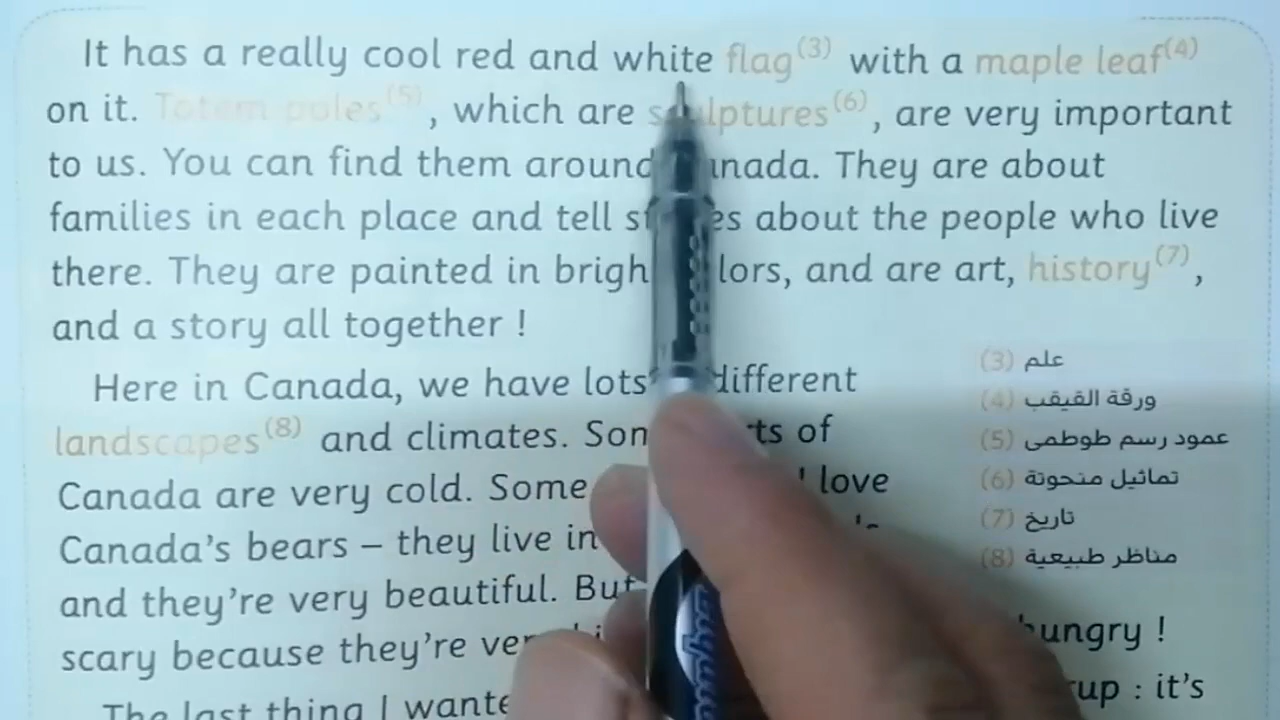 It has a really cool red and white flag(3) with a maple leaf(4)
on it. Totem poles(5) , which are sculptures(6) , are very important
to us. You can find them around Canada. They are about
families in each place and tell stories about the people who live
there. They are painted in bright colors, and are art, history(7) ,
and a story all together !
Here in Canada, we have lots different
landscapes(8) and climates. Some of
Canada are very cold. Some love
Canada's bears – they live in
and they're very beautiful. But
scary because they're very
The last thing I
hungry !
it's
(3) علم
(4) ورقة القيقب
(5) عمود رسم طوطمى
(6) تماثيل منحوتة
(7) تاريخ
(8) مناظر طبيعية